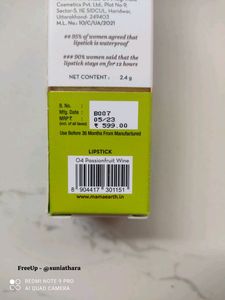 Cosmetics Pvt. Ltd., Plot No 9,
Sector-5, IIE SIDCUL, Haridwar,
Uttarakhand- 249403
M.L. No: 10/C/UA/2021
## 95% of women agreed that
lipstick is waterproof
### 90% women said that the
lipstick stays on for 12 hours
NET CONTENT : 2.4 g
B. No. : B007
Mfg. Date : 05/23
MRP₹ : ₹ 599.00
(incl. of all taxes)
Use Before 36 Months From Manufactured
LIPSTICK
04 Passionfruit Wine
8 904417 301151
www.mamaearth.in
FreeUp - @suniathara
REDMI NOTE 9 PRO
AI QUAD CAMERA